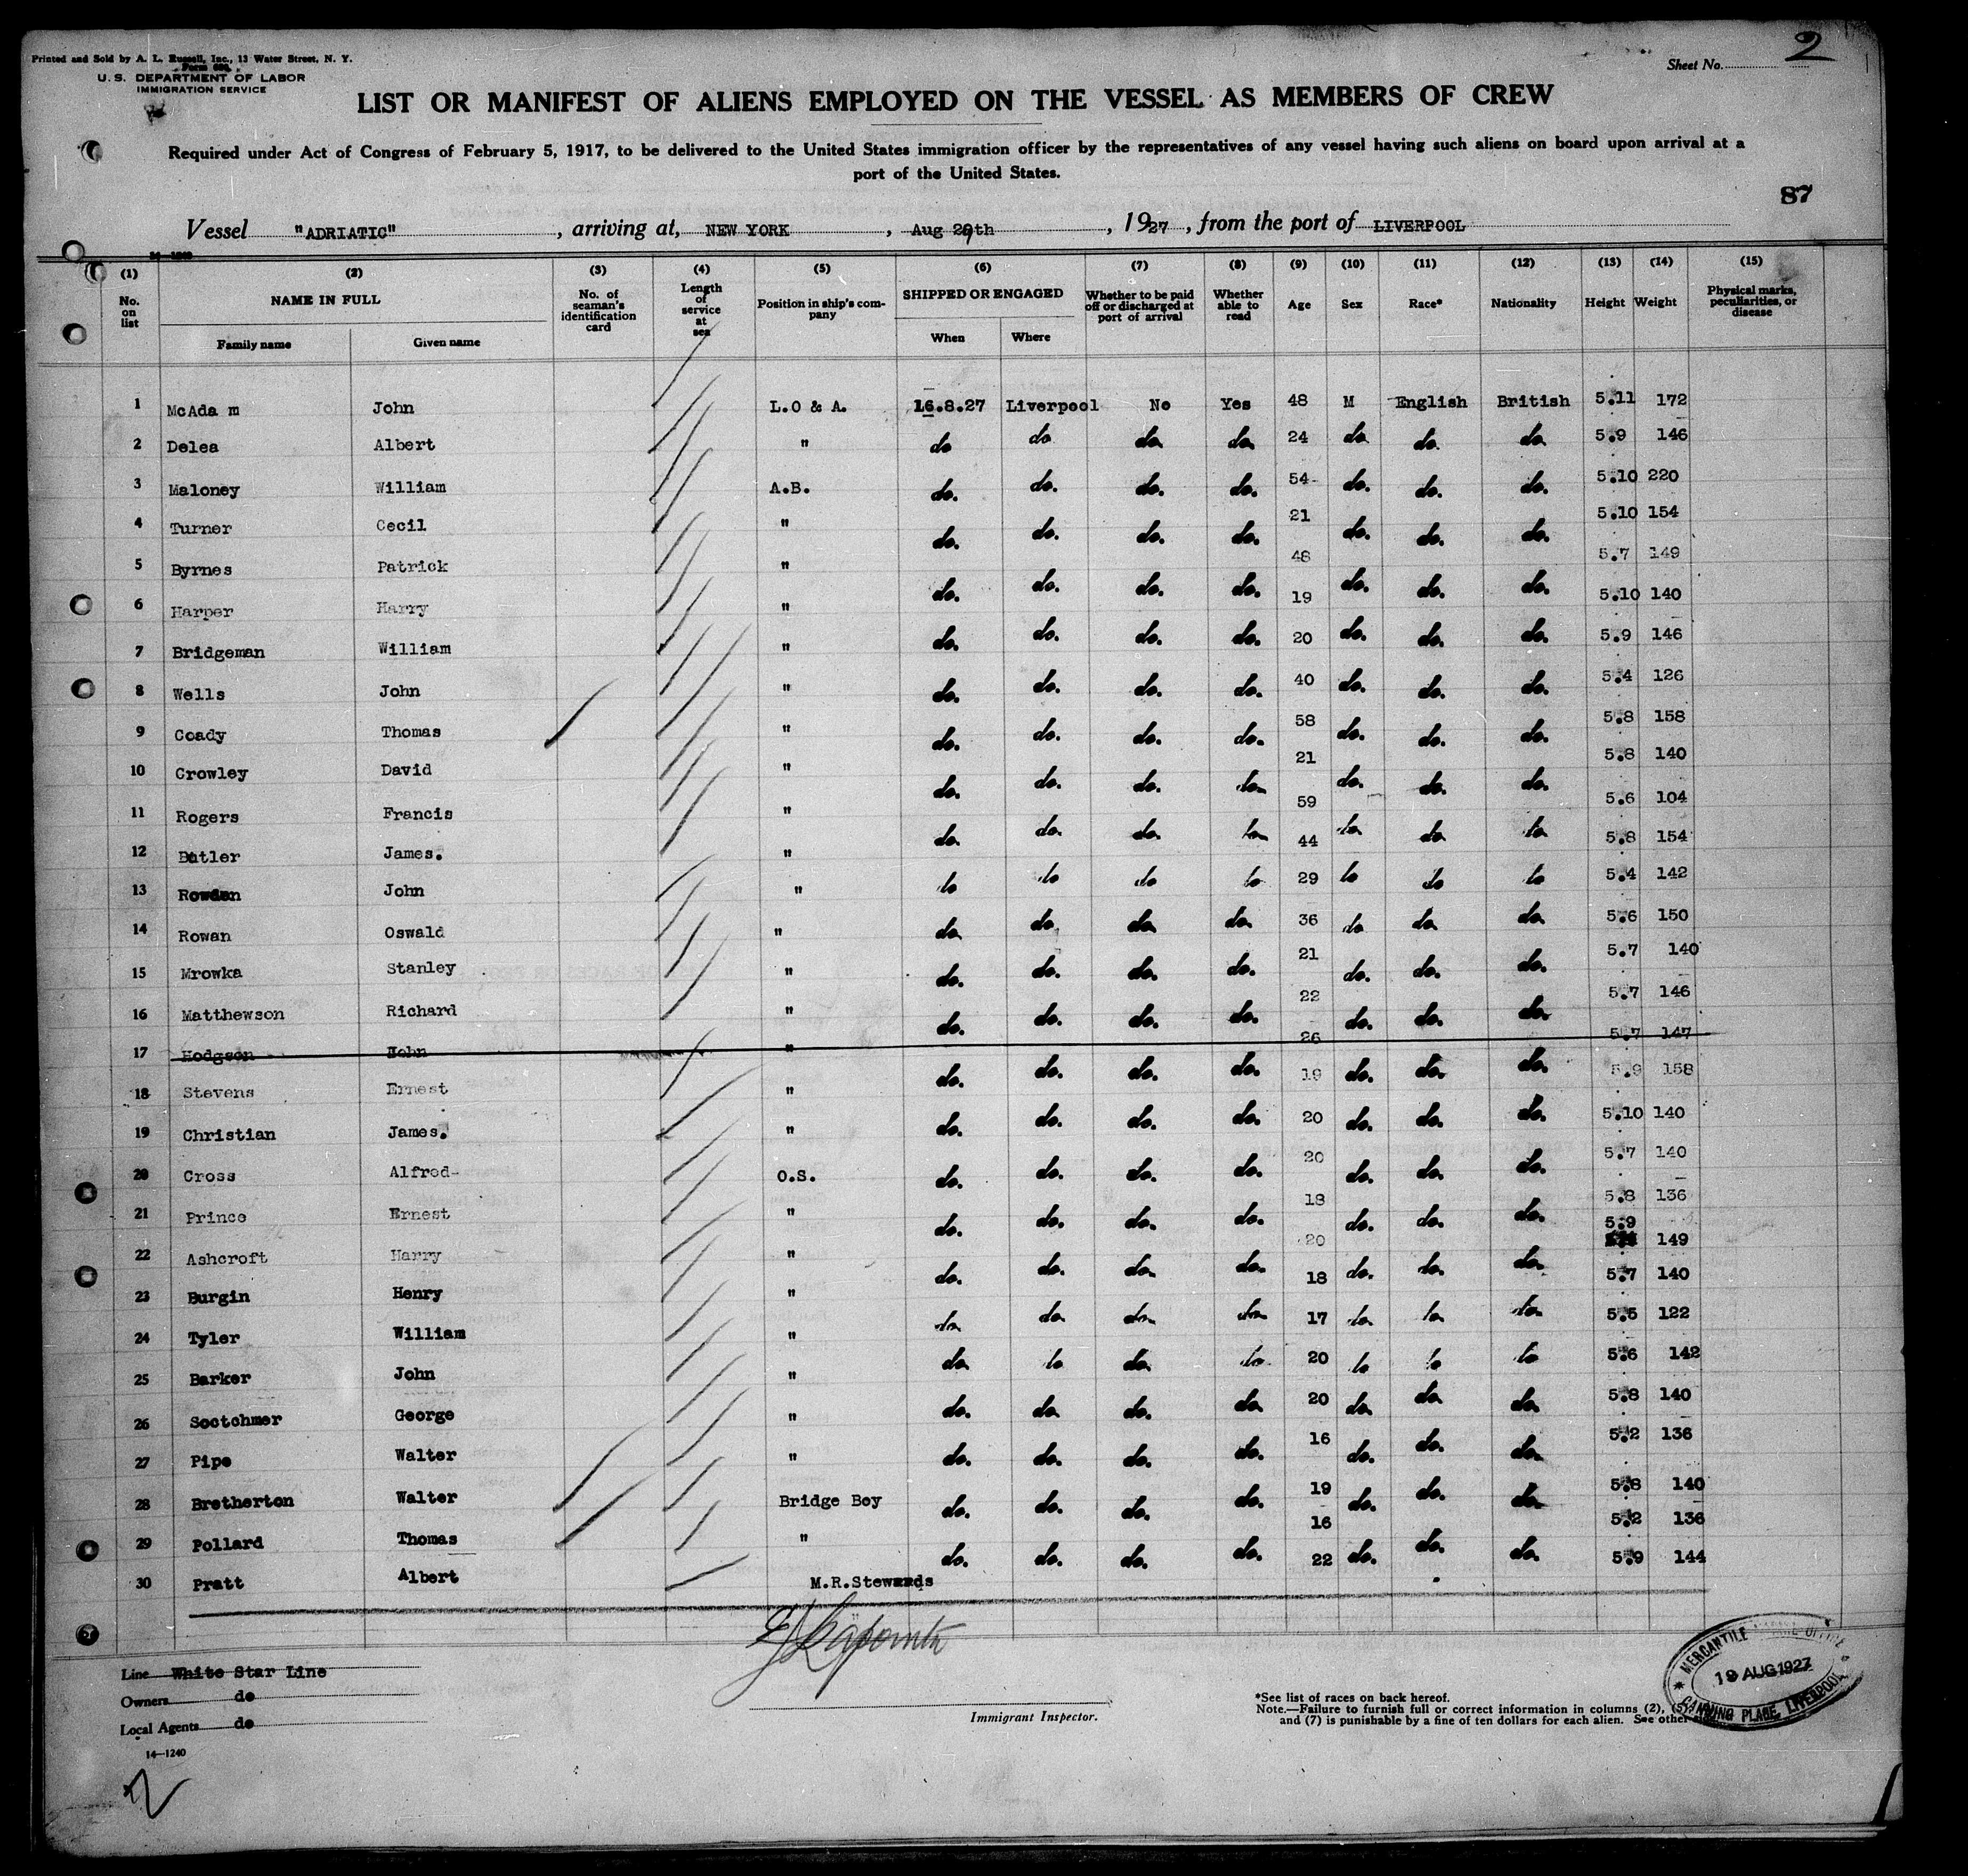 Printed and Sold by A. L. Russell, Inc., 13 Water Street, N. Y.
Form 680
U. S. DEPARTMENT OF LABOR
IMMIGRATION SERVICE
Sheet No. 2
LIST OR MANIFEST OF ALIENS EMPLOYED ON THE VESSEL AS MEMBERS OF CREW
Required under Act of Congress of February 5, 1917, to be delivered to the United States immigration officer by the representatives of any vessel having such aliens on board upon arrival at a
port of the United States.
87
Vessel "ADRIATIC", arriving at, NEW YORK, Aug 29th, 1927, from the port of LIVERPOOL
14—1240
(1) (2) (3) (4) (5) (6) (7) (8) (9) (10) (11) (12) (13) (14) (15)
No. on list NAME IN FULL No. of seaman's identification card Length of service at sea Position in ship's company SHIPPED OR ENGAGED Whether to be paid off or discharged at port of arrival Whether able to read Age Sex Race* Nationality Height Weight Physical marks, peculiarities, or disease
Family name Given name When Where
1 McAdam John L.O & A. 16.8.27 Liverpool No Yes 48 M English British 5.11 172
2 Delea Albert " do do do. do. 24 do. do. do. 5.9 146
3 Maloney William A.B. do. do. do. do. 54 do. do. do. 5.10 220
4 Turner Cecil " do. do. do. do. 21 do. do. do. 5.10 154
5 Byrnes Patrick " do. do. do. do. 48 do. do. do. 5.7 149
6 Harper Harry " do. do. do. do. 19 do. do. do. 5.10 140
7 Bridgeman William " do. do. do. do. 20 do. do. do. 5.9 146
8 Wells John " do. do. do. do. 40 do. do. do. 5.4 126
9 Coady Thomas " do. do. do. do. 58 do. do. do. 5.8 158
10 Crowley David " do. do. do. do. 21 do. do. do. 5.8 140
11 Rogers Francis " do. do. do. do. 59 do. do. do. 5.6 104
12 Butler James. " do. do. do. do. 44 do. do. do. 5.8 154
13 Rowden John " do do do do 29 do do do 5.4 142
14 Rowan Oswald " do. do. do. do. 36 do. do. do. 5.6 150
15 Mrowka Stanley " do. do. do. do. 21 do. do. do. 5.7 140
16 Matthewson Richard " do. do. do. do. 22 do. do. do. 5.7 146
17 Hodgson John " 26 5.7 147
18 Stevens Ernest " do. do. do. do. 19 do. do. do. 5.9 158
19 Christian James. " do. do. do. do. 20 do. do. do. 5.10 140
20 Cross Alfred O.S. do. do. do. do. 20 do. do. do. 5.7 140
21 Prince Ernest " do. do. do. do. 18 do. do. do. 5.8 136
22 Ashcroft Harry " do. do. do. do. 20 do. do. do. 5.9 149
23 Burgin Henry " do. do. do. do. 18 do. do. do. 5.7 140
24 Tyler William " do. do. do. do. 17 do. do. do. 5.5 122
25 Barker John " do. do. do. do. 20 do. do. do. 5.6 142
26 Soctchmer George " do. do. do. do. 20 do. do. do. 5.8 140
27 Pipe Walter " do. do. do. do. 16 do. do. do. 5.2 136
28 Bretherton Walter Bridge Boy do. do. do. do. 19 do. do. do. 5.8 140
29 Pollard Thomas " do. do. do. do. 16 do. do. do. 5.2 136
30 Pratt Albert M.R.Stewards 22 5.9 144
Line White Star Line
Owners do
Local Agents do
14—1240
Immigrant Inspector.
*See list of races on back hereof.
Note.—Failure to furnish full or correct information in columns (2), (5),
and (7) is punishable by a fine of ten dollars for each alien. See other
MERCANTILE MARINE OFFICE
19 AUG 1927
CANNING PLACE, LIVERPOOL
2